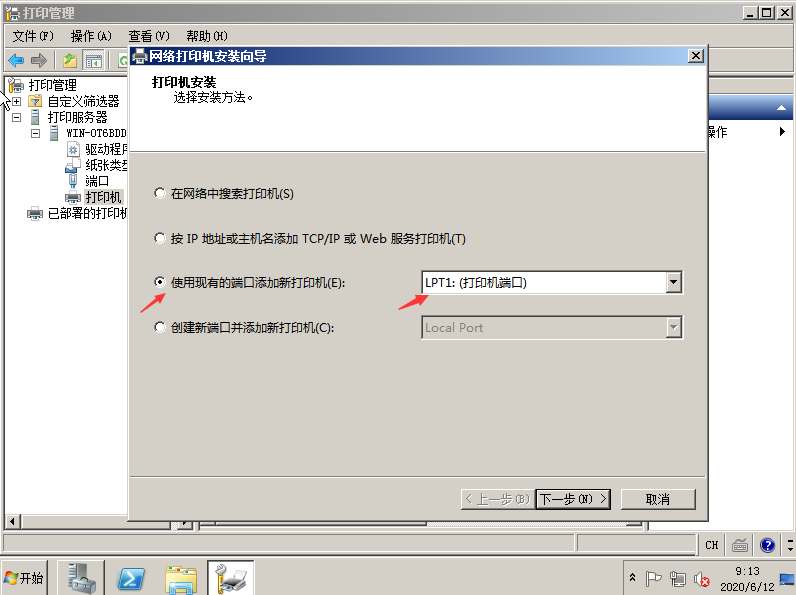 打印管理
文件(F) 操作(A) 查看(V) 帮助(H)
打印管理
自定义筛选器
打印服务器
WIN-OT6BDD
驱动程序
纸张类型
端口
打印机
已部署的打印机
网络打印机安装向导
打印机安装
选择安装方法。
在网络中搜索打印机(S)
按 IP 地址或主机名添加 TCP/IP 或 Web 服务打印机(T)
使用现有的端口添加新打印机(E): LPT1: (打印机端口)
创建新端口并添加新打印机(C): Local Port
< 上一步(B) 下一步(N) > 取消
操作
CH
开始
9:13
2020/6/12